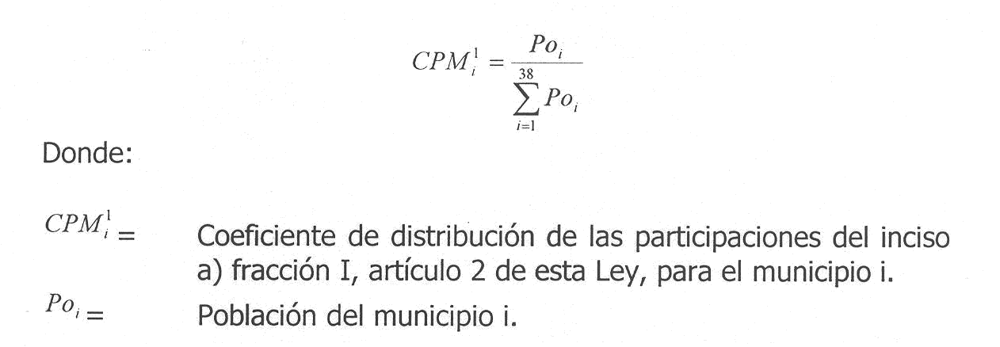 CPM_i^1 = Po_i / \sum_{i=1}^{38} Po_i
Donde:
CPM_i^1 = Coeficiente de distribución de las participaciones del inciso
a) fracción I, artículo 2 de esta Ley, para el municipio i.
Po_i = Población del municipio i.